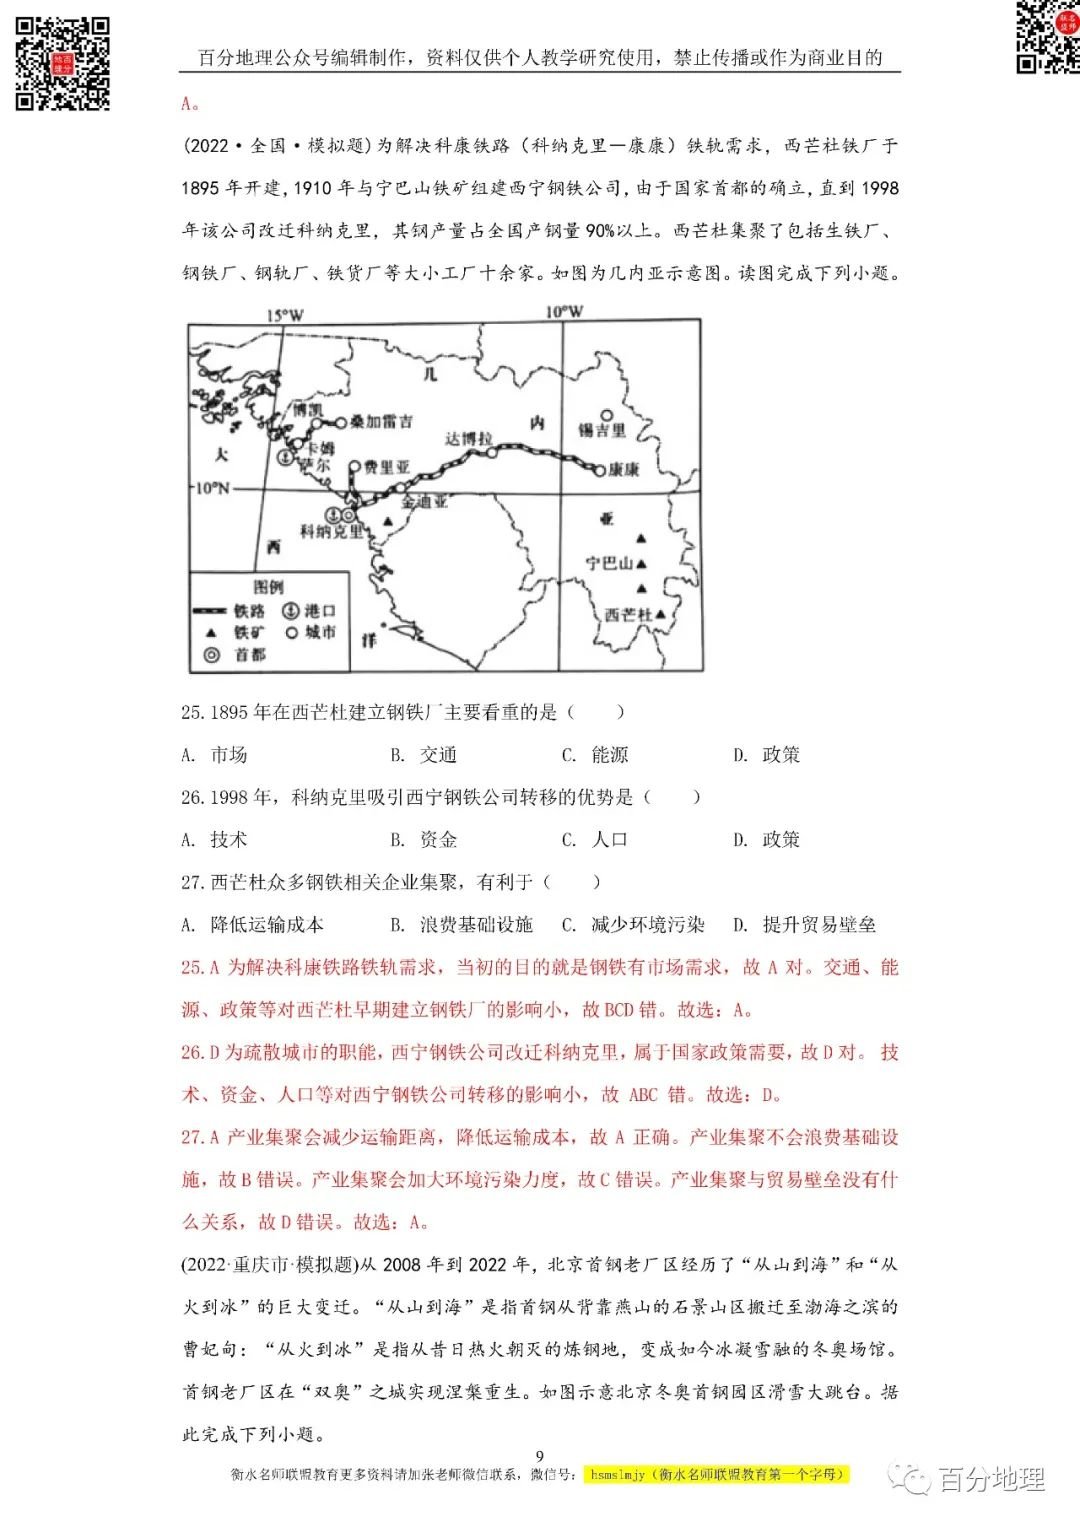 百分地理公众号编辑制作，资料仅供个人教学研究使用，禁止传播或作为商业目的
A。
(2022·全国·模拟题)为解决科康铁路（科纳克里—康康）铁轨需求，西芒社铁厂于
1895年开建，1910年与宁巴山铁矿组建西宁钢铁公司，由于国家首都的确立，直到1998
年该公司改迁科纳克里，其钢产量占全国产钢量90%以上。西芒杜集聚了包括生铁厂、
钢铁厂、钢轨厂、铁货厂等大小工厂十余家。如图为几内亚示意图。读图完成下列小题。
15°W
10°W
几
内
亚
博凯
桑加雷吉
卡姆
萨尔
费里亚
达博拉
锡吉里
康康
大
西
洋
10°N
金迪亚
科纳克里
宁巴山
西芒杜
图例
铁路 港口
铁矿 城市
首都
25.1895年在西芒杜建立钢铁厂主要看重的是（　　）
A. 市场 B. 交通 C. 能源 D. 政策
26.1998年，科纳克里吸引西宁钢铁公司转移的优势是（　　）
A. 技术 B. 资金 C. 人口 D. 政策
27.西芒杜众多钢铁相关企业集聚，有利于（　　）
A. 降低运输成本 B. 浪费基础设施 C. 减少环境污染 D. 提升贸易壁垒
25.A 为解决科康铁路铁轨需求，当初的目的就是钢铁有市场需求，故 A 对。交通、能
源、政策等对西芒杜早期建立钢铁厂的影响小，故BCD错。故选：A。
26.D为疏散城市的职能，西宁钢铁公司改迁科纳克里，属于国家政策需要，故D对。 技
术、资金、人口等对西宁钢铁公司转移的影响小，故 ABC 错。故选：D。
27.A 产业集聚会减少运输距离，降低运输成本，故 A 正确。产业集聚不会浪费基础设
施，故B错误。产业集聚会加大环境污染力度，故C错误。产业集聚与贸易壁垒没有什
么关系，故D错误。故选：A。
(2022·重庆市·模拟题)从2008年到2022年，北京首钢老厂区经历了“从山到海”和“从
火到冰”的巨大变迁。“从山到海”是指首钢从背靠燕山的石景山区搬迁至渤海之滨的
曹妃甸：“从火到冰”是指从昔日热火朝天的炼钢地，变成如今冰凝雪融的冬奥场馆。
首钢老厂区在“双奥”之城实现涅槃重生。如图示意北京冬奥首钢园区滑雪大跳台。据
此完成下列小题。
9
衡水名师联盟教育更多资料请加张老师微信联系，微信号： hsmslmjy（衡水名师联盟教育第一个字母）
百分地理